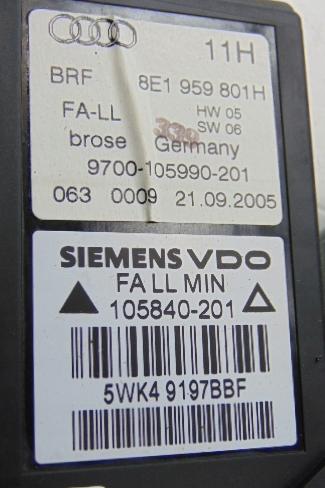 11H
BRF 8E1 959 801H
FA-LL HW 05
SW 06
brose Germany
9700-105990-201
063 0009 21.09.2005
SIEMENS VDO
FA LL MIN
105840-201
5WK4 9197BBF